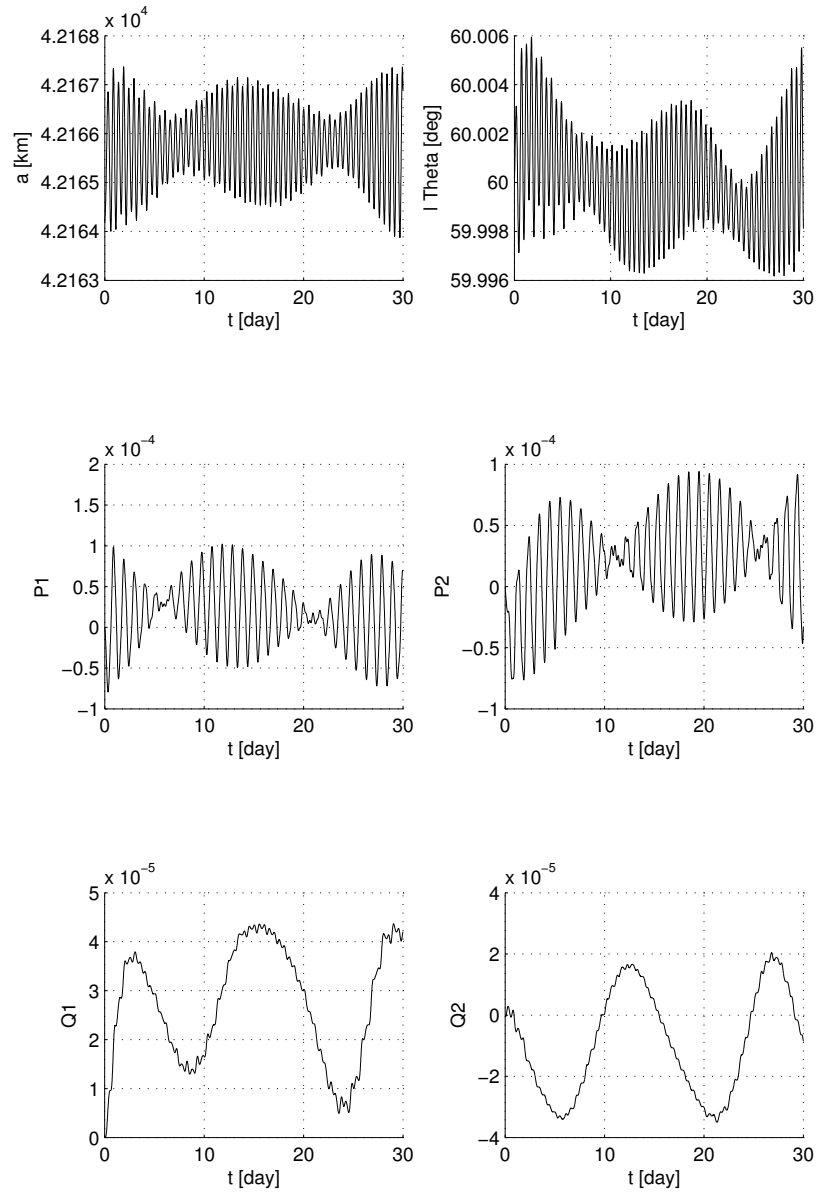 x 10^4
4.2168
4.2167
4.2166
4.2165
4.2164
4.2163
a [km]
0 10 20 30
t [day]
60.006
60.004
60.002
60
59.998
59.996
l Theta [deg]
0 10 20 30
t [day]
x 10^−4
2
1.5
1
0.5
0
−0.5
−1
P1
0 10 20 30
t [day]
x 10^−4
1
0.5
0
−0.5
−1
P2
0 10 20 30
t [day]
x 10^−5
5
4
3
2
1
0
Q1
0 10 20 30
t [day]
x 10^−5
4
2
0
−2
−4
Q2
0 10 20 30
t [day]